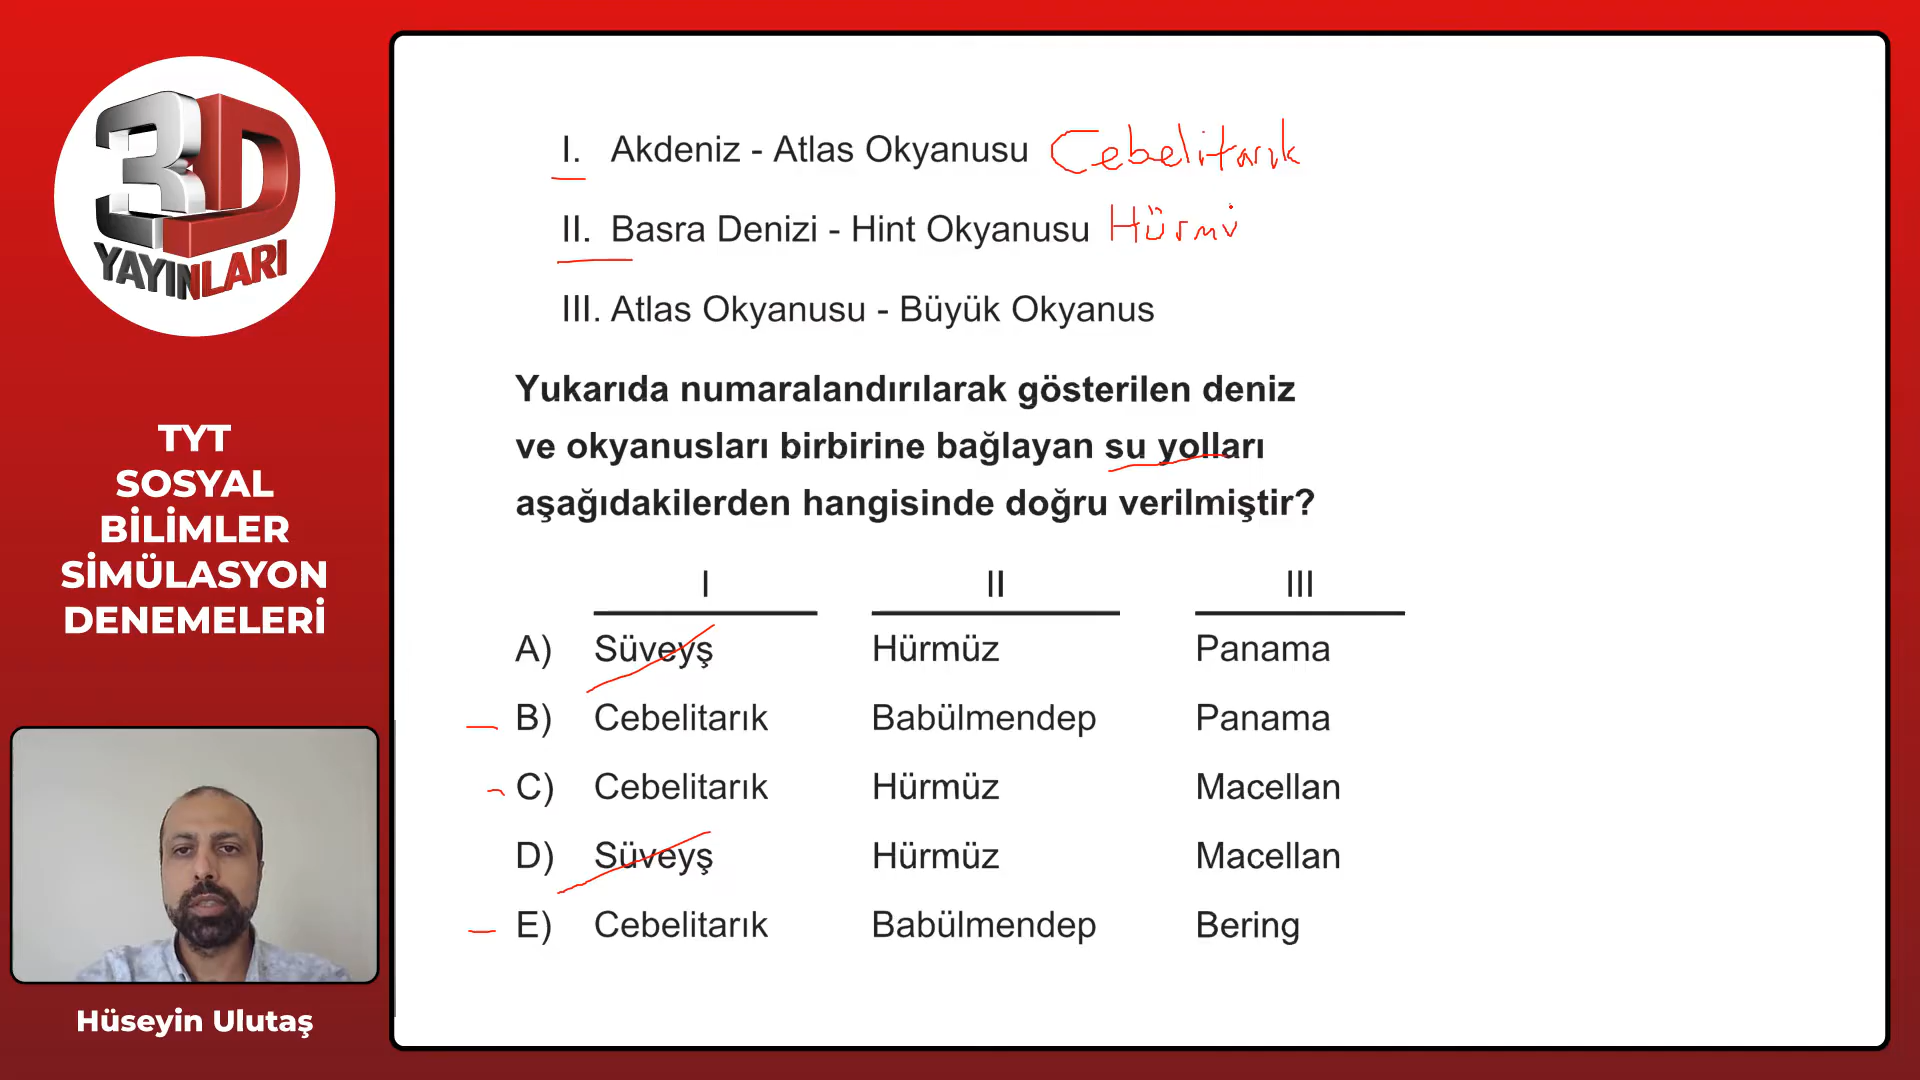 3D
YAYINLARI
TYT
SOSYAL
BİLİMLER
SİMÜLASYON
DENEMELERİ
Hüseyin Ulutaş
I. Akdeniz - Atlas Okyanusu Cebelitarık
II. Basra Denizi - Hint Okyanusu Hürmü
III. Atlas Okyanusu - Büyük Okyanus
Yukarıda numaralandırılarak gösterilen deniz
ve okyanusları birbirine bağlayan su yolları
aşağıdakilerden hangisinde doğru verilmiştir?
I II III
A) Süveyş Hürmüz Panama
B) Cebelitarık Babülmendep Panama
C) Cebelitarık Hürmüz Macellan
D) Süveyş Hürmüz Macellan
E) Cebelitarık Babülmendep Bering